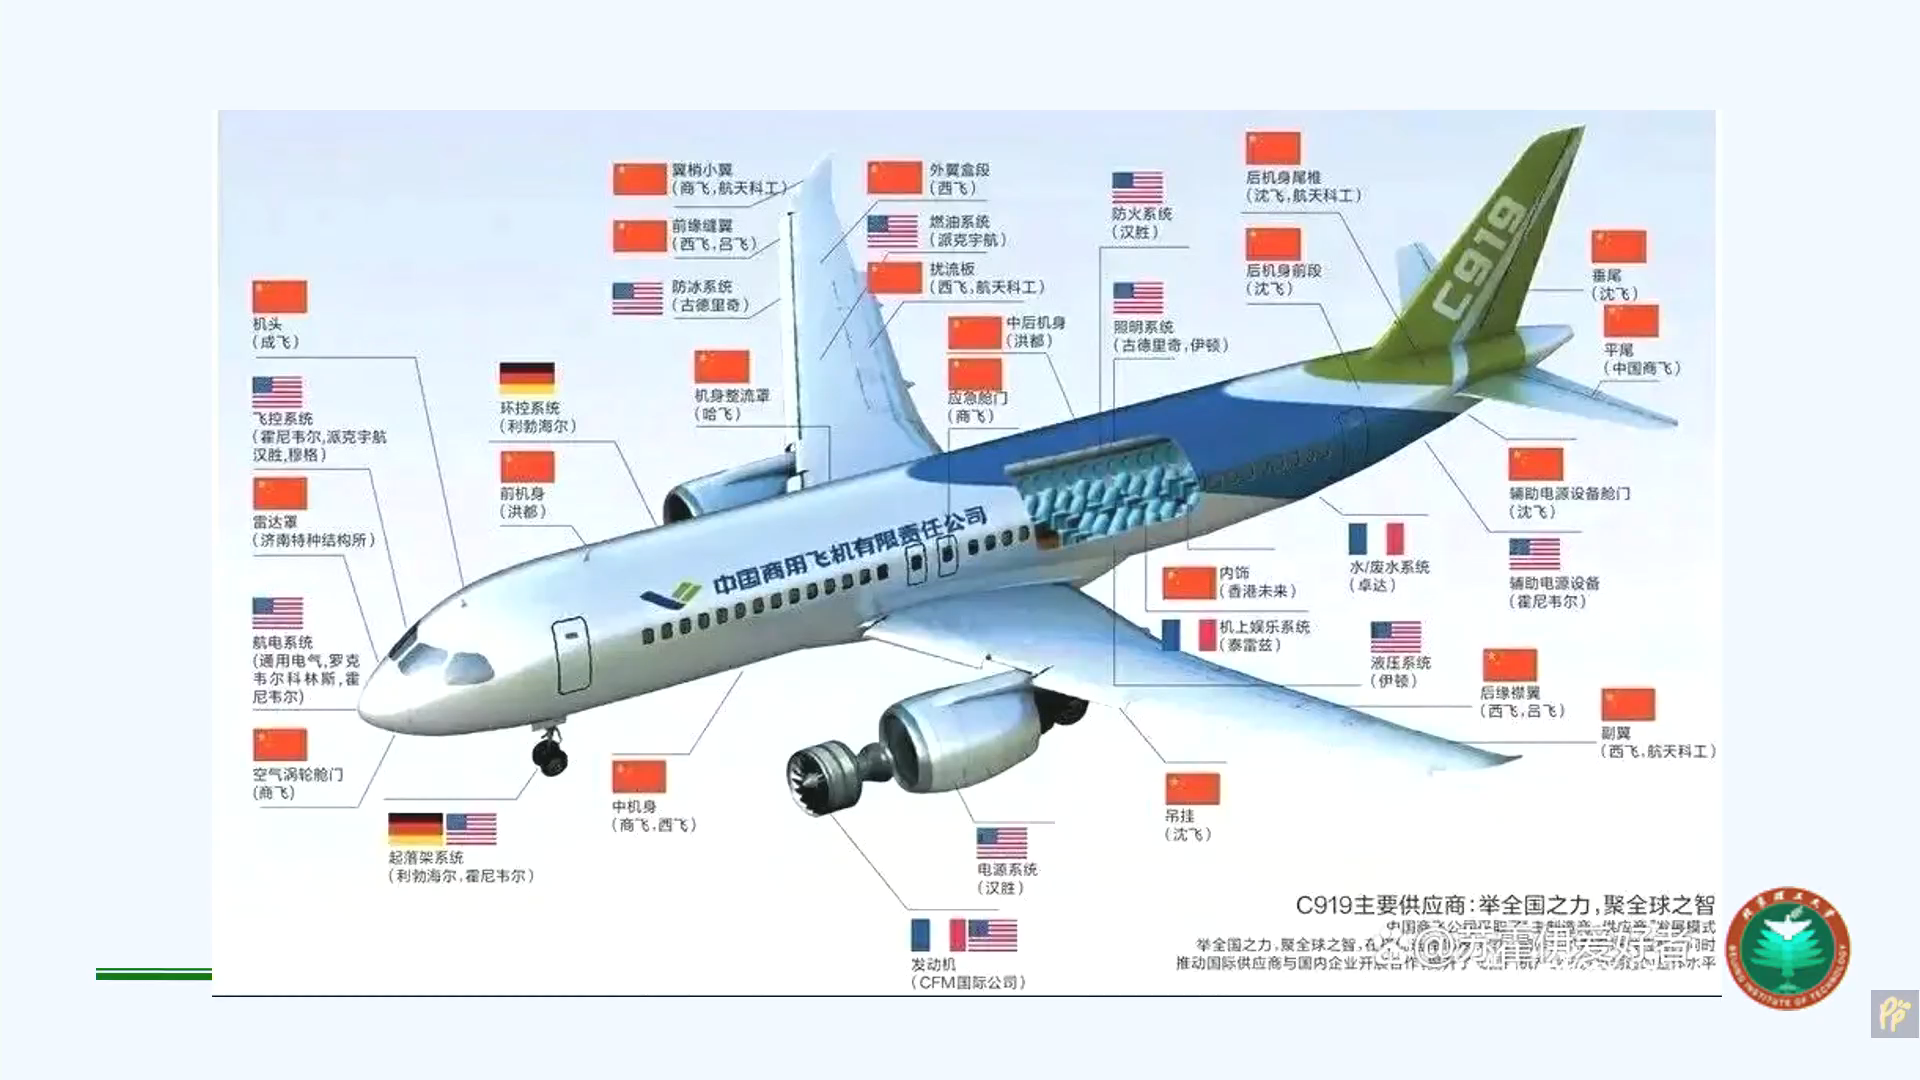 翼梢小翼
(商飞,航天科工)
前缘缝翼
(西飞,吕飞)
防冰系统
(古德里奇)
外翼盒段
(西飞)
燃油系统
(派克宇航)
扰流板
(西飞,航天科工)
防火系统
(汉胜)
后机身尾椎
(沈飞,航天科工)
后机身前段
(沈飞)
C919
垂尾
(沈飞)
平尾
(中国商飞)
机头
(成飞)
飞控系统
(霍尼韦尔,派克宇航
汉胜,穆格)
雷达罩
(济南特种结构所)
航电系统
(通用电气,罗克
韦尔科林斯,霍
尼韦尔)
空气涡轮舱门
(商飞)
环控系统
(利勃海尔)
前机身
(洪都)
机身整流罩
(哈飞)
中后机身
(洪都)
应急舱门
(商飞)
照明系统
(古德里奇,伊顿)
中国商用飞机有限责任公司
辅助电源设备舱门
(沈飞)
辅助电源设备
(霍尼韦尔)
水/废水系统
(卓达)
内饰
(香港未来)
机上娱乐系统
(泰雷兹)
液压系统
(伊顿)
后缘襟翼
(西飞,吕飞)
副翼
(西飞,航天科工)
起落架系统
(利勃海尔,霍尼韦尔)
中机身
(商飞,西飞)
电源系统
(汉胜)
吊挂
(沈飞)
发动机
(CFM国际公司)
C919主要供应商:举全国之力,聚全球之智
举全国之力,聚全球之智,在
推动国际供应商与国内企业开展合作
@苏霍伊爱好者
北京理工大学
BEIJING INSTITUTE OF TECHNOLOGY
Pp